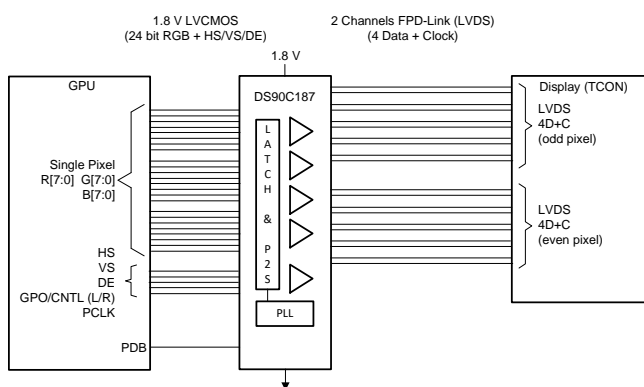 1.8 V LVCMOS
(24 bit RGB + HS/VS/DE)
2 Channels FPD-Link (LVDS)
(4 Data + Clock)
1.8 V
GPU
DS90C187
Display (TCON)
LATCH & P2S
Single Pixel
R[7:0] G[7:0]
B[7:0]
HS
VS
DE
GPO/CNTL (L/R)
PCLK
PDB
PLL
LVDS
4D+C
(odd pixel)
LVDS
4D+C
(even pixel)